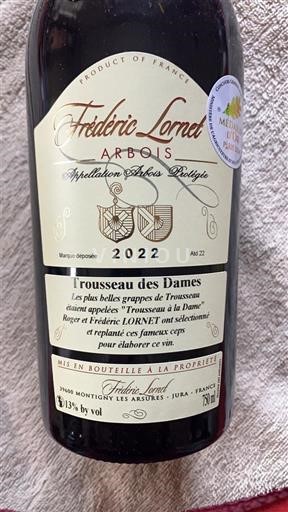 PRODUCT OF FRANCE
Frédéric Lornet
ARBOIS
Appellation Arbois Protégée
Marque déposée
2022
Abd 22
Trousseau des Dames
Les plus belles grappes de Trousseau
étaient appelées "Trousseau à la Dame"
Roger et Frédéric LORNET ont sélectionné
et replanté ces fameux ceps
pour élaborer ce vin.
MIS EN BOUTEILLE À LA PROPRIÉTÉ
Frédéric Lornet
39600 MONTIGNY LES ARSURES - JURA - FRANCE
13% by vol
750 ml